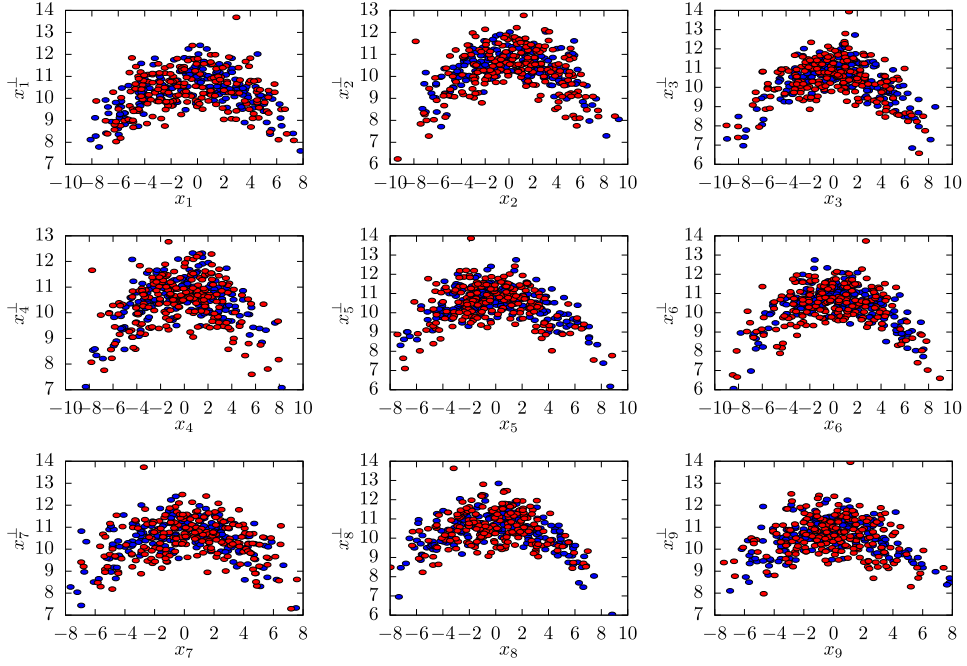 14
13
12
11
10
9
8
7
x₁^⊥
−10 −8 −6 −4 −2 0 2 4 6 8 10
x₁
13
12
11
10
9
8
7
6
x₂^⊥
−10 −8 −6 −4 −2 0 2 4 6 8 10
x₂
14
13
12
11
10
9
8
7
6
x₃^⊥
−10 −8 −6 −4 −2 0 2 4 6 8 10
x₃
13
12
11
10
9
8
7
x₄^⊥
−10 −8 −6 −4 −2 0 2 4 6 8 10
x₄
14
13
12
11
10
9
8
7
6
x₅^⊥
−8 −6 −4 −2 0 2 4 6 8 10
x₅
14
13
12
11
10
9
8
7
6
x₆^⊥
−10 −8 −6 −4 −2 0 2 4 6 8 10
x₆
14
13
12
11
10
9
8
7
x₇^⊥
−8 −6 −4 −2 0 2 4 6 8
x₇
14
13
12
11
10
9
8
7
6
x₈^⊥
−10 −8 −6 −4 −2 0 2 4 6 8 10
x₈
14
13
12
11
10
9
8
7
x₉^⊥
−8 −6 −4 −2 0 2 4 6 8
x₉